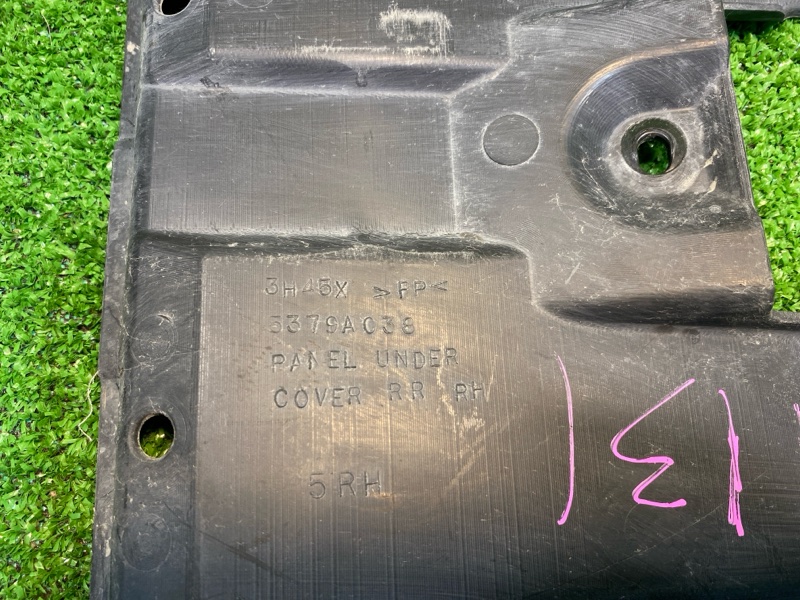 3H45X >PP<
5379A038
PANEL UNDER
COVER RR RH
5RH